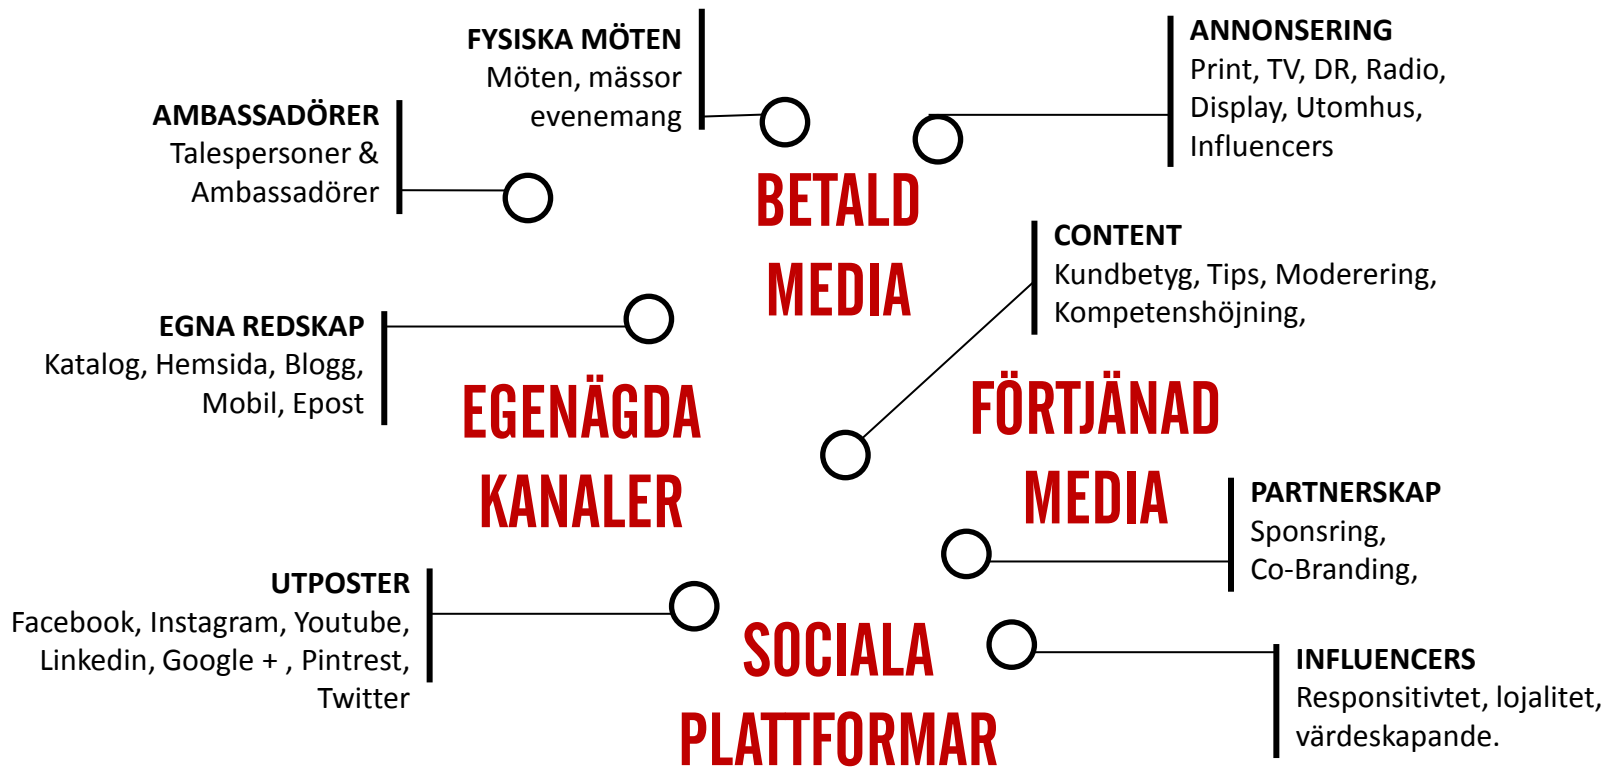 FYSISKA MÖTEN
Möten, mässor
evenemang
ANNONSERING
Print, TV, DR, Radio,
Display, Utomhus,
Influencers
AMBASSADÖRER
Talespersoner &
Ambassadörer
BETALD
MEDIA
CONTENT
Kundbetyg, Tips, Moderering,
Kompetenshöjning,
EGNA REDSKAP
Katalog, Hemsida, Blogg,
Mobil, Epost
EGENÄGDA
KANALER
FÖRTJÄNAD
MEDIA
PARTNERSKAP
Sponsring,
Co-Branding,
UTPOSTER
Facebook, Instagram, Youtube,
Linkedin, Google + , Pintrest,
Twitter
SOCIALA
PLATTFORMAR
INFLUENCERS
Responsitivtet, lojalitet,
värdeskapande.